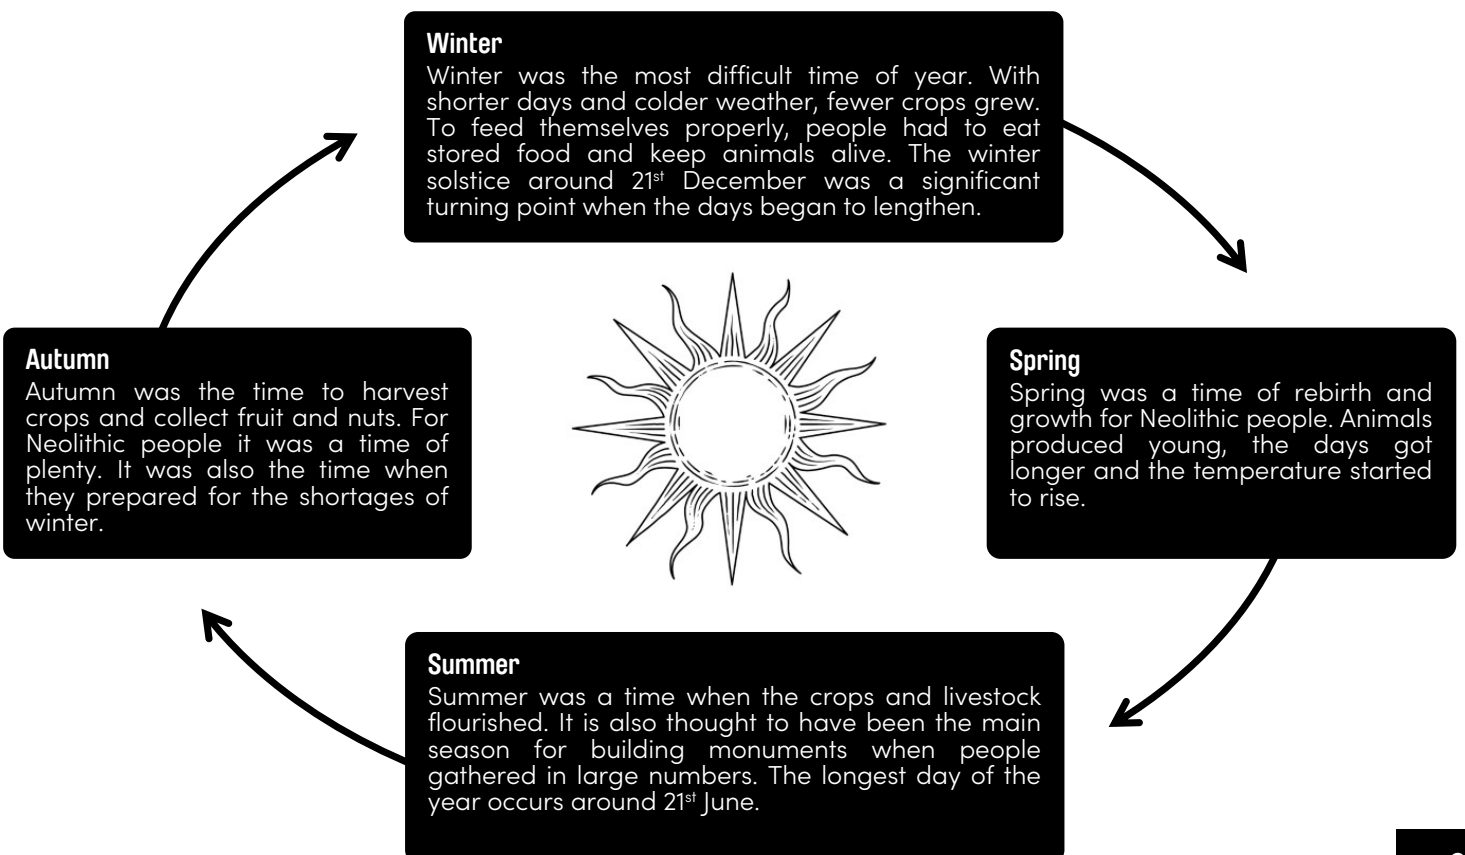 Winter
Winter was the most difficult time of year. With
shorter days and colder weather, fewer crops grew.
To feed themselves properly, people had to eat
stored food and keep animals alive. The winter
solstice around 21st December was a significant
turning point when the days began to lengthen.
Spring
Spring was a time of rebirth and
growth for Neolithic people. Animals
produced young, the days got
longer and the temperature started
to rise.
Summer
Summer was a time when the crops and livestock
flourished. It is also thought to have been the main
season for building monuments when people
gathered in large numbers. The longest day of the
year occurs around 21st June.
Autumn
Autumn was the time to harvest
crops and collect fruit and nuts. For
Neolithic people it was a time of
plenty. It was also the time when
they prepared for the shortages of
winter.